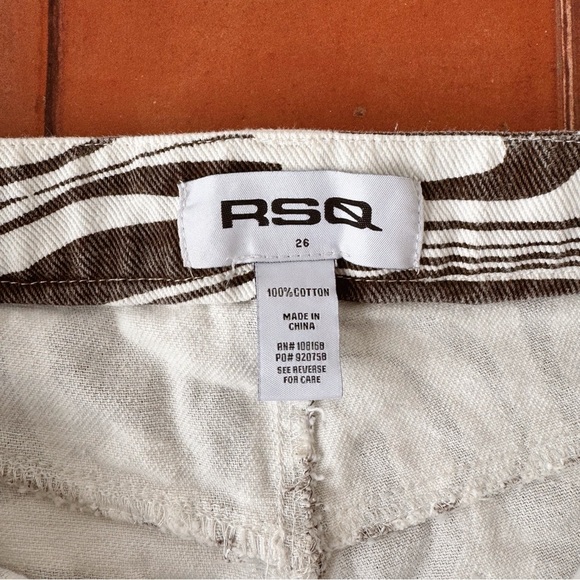 RSQ
26
100% COTTON
MADE IN
CHINA
RN# 108158
PO# 920758
SEE REVERSE
FOR CARE